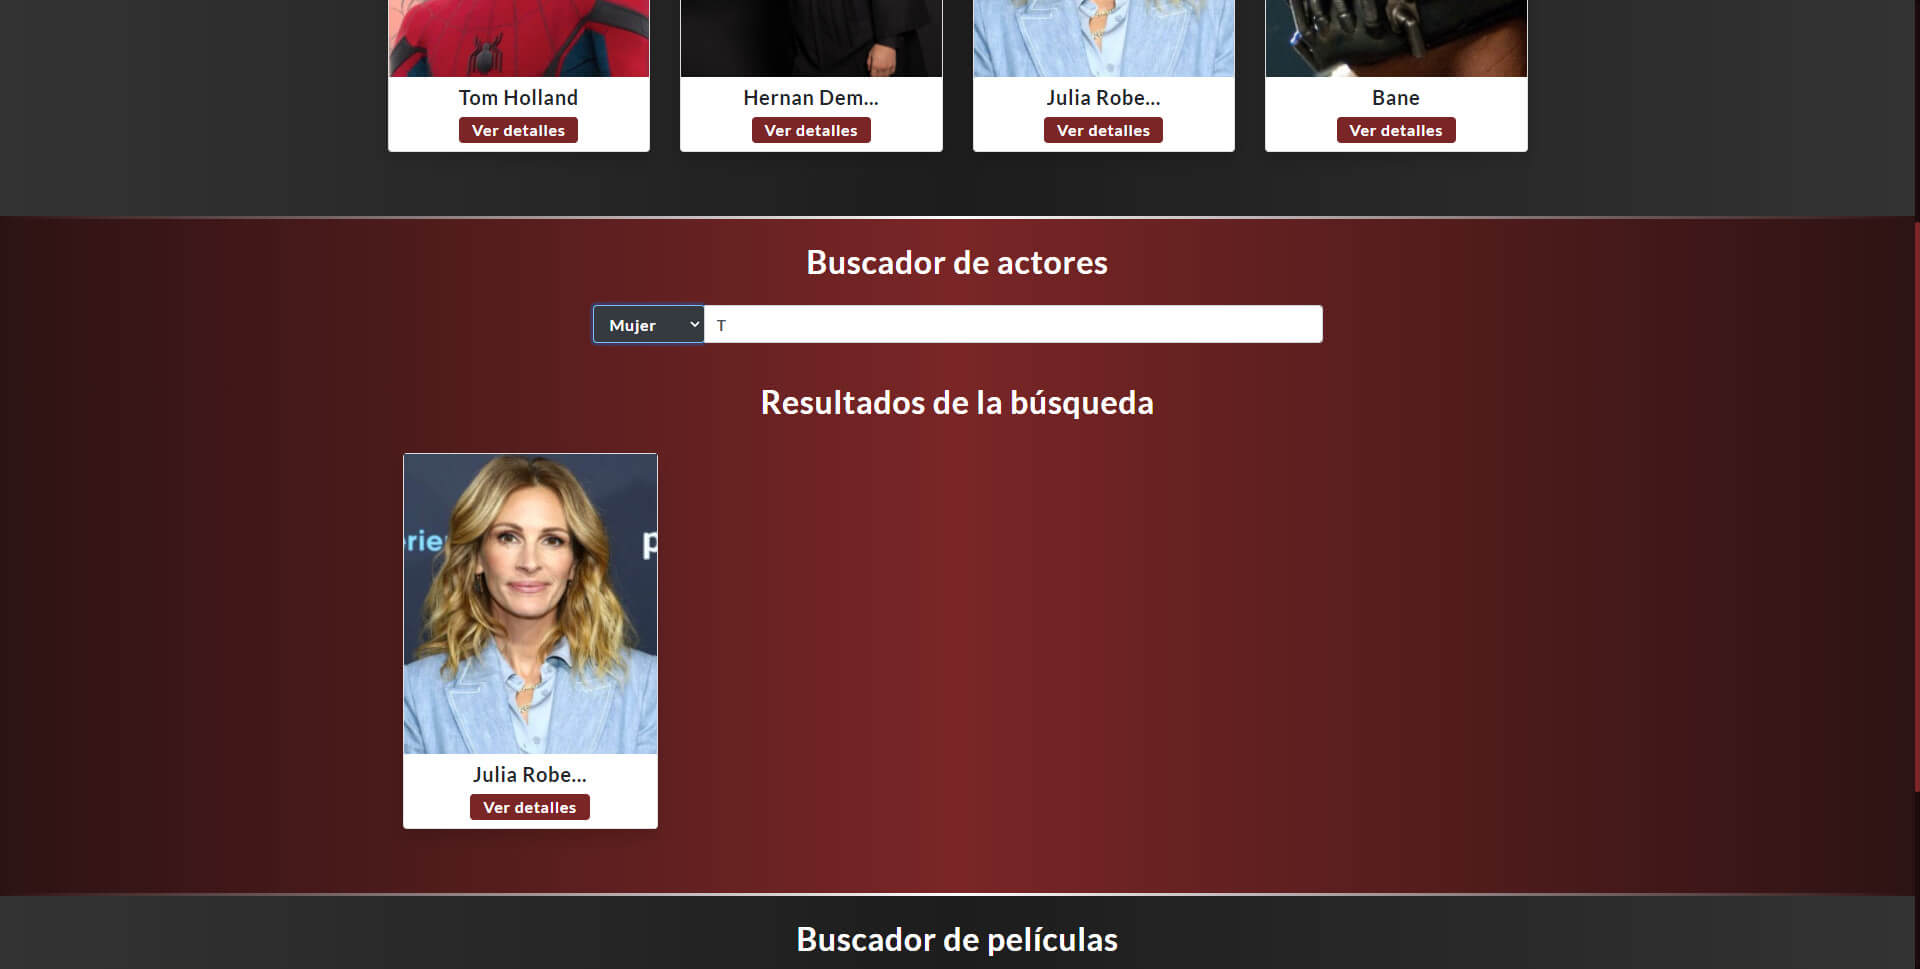 Tom Holland
Hernan Dem...
Julia Robe...
Bane
Ver detalles
Ver detalles
Ver detalles
Ver detalles
Buscador de actores
Mujer
T
Resultados de la búsqueda
rie
p
Julia Robe...
Ver detalles
Buscador de películas